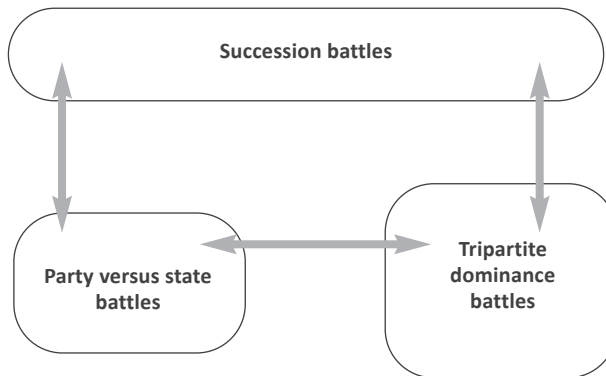 Succession battles
Party versus state
battles
Tripartite
dominance
battles